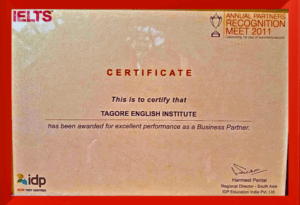 IELTS
ANNUAL PARTNERS
RECOGNITION
MEET 2011
CERTIFICATE
This is to certify that
TAGORE ENGLISH INSTITUTE
has been awarded for excellent performance as a Business Partner.
idp
Harmeet Pental
Regional Director - South Asia
IDP Education India Pvt. Ltd.